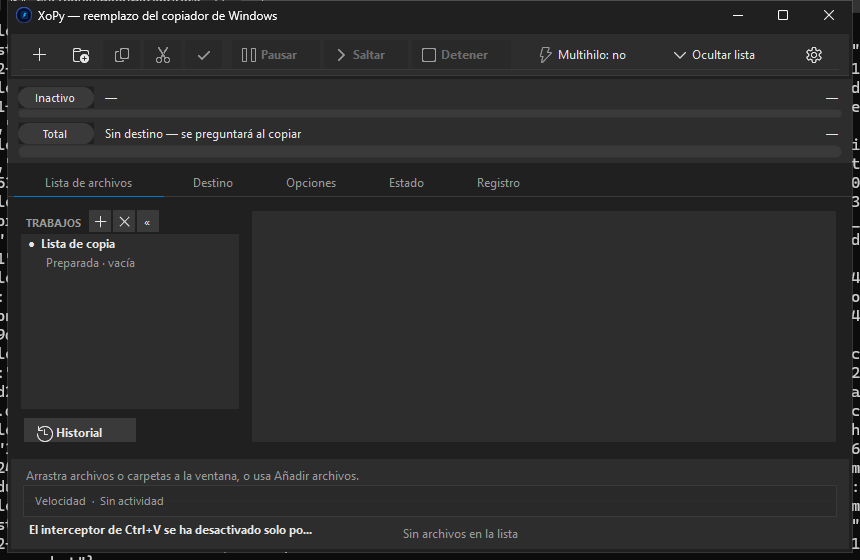 XoPy — reemplazo del copiador de Windows
Pausar Saltar Detener Multihilo: no Ocultar lista
Inactivo — —
Total Sin destino — se preguntará al copiar —
Lista de archivos Destino Opciones Estado Registro
TRABAJOS + × «
• Lista de copia
Preparada · vacía
Historial
Arrastra archivos o carpetas a la ventana, o usa Añadir archivos.
Velocidad · Sin actividad
El interceptor de Ctrl+V se ha desactivado solo po...
Sin archivos en la lista